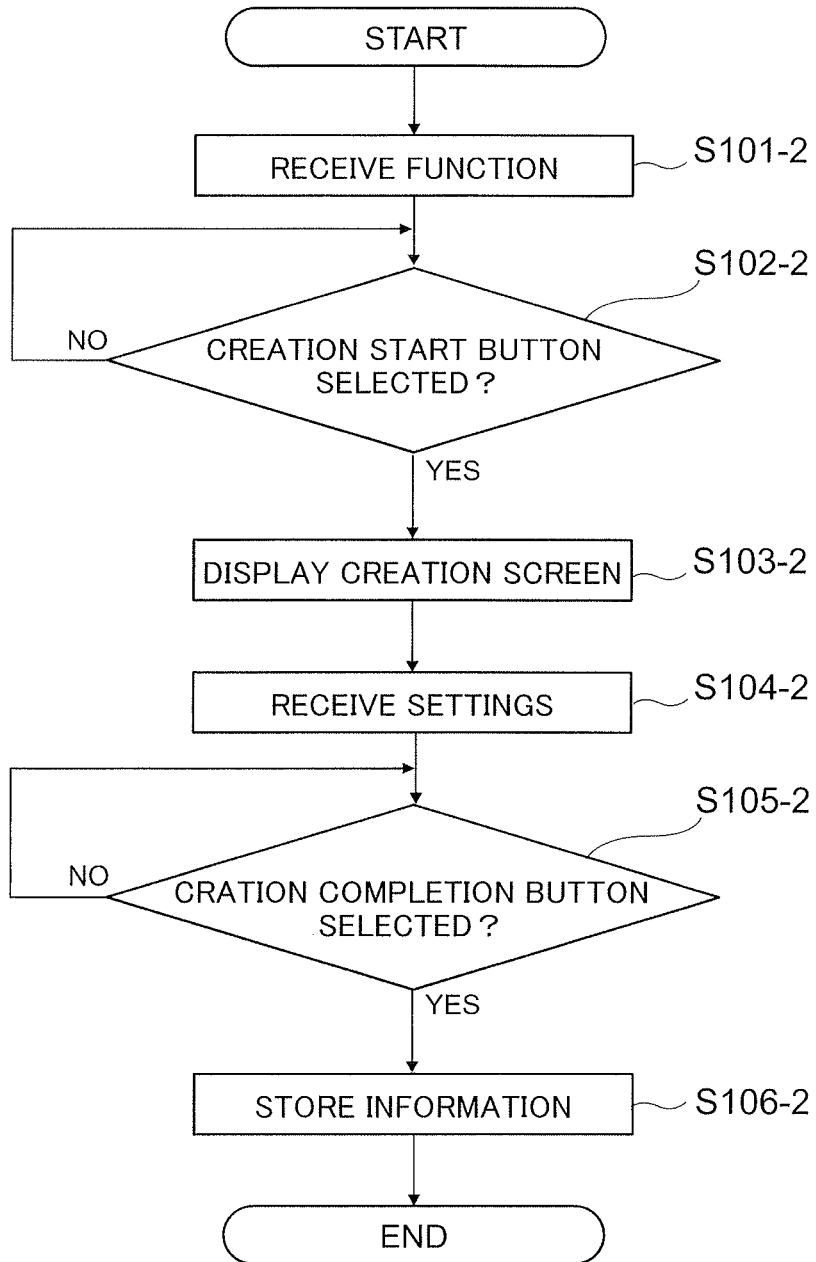 START
RECEIVE FUNCTION
S101-2
S102-2
NO
CREATION START BUTTON
SELECTED?
YES
DISPLAY CREATION SCREEN
S103-2
RECEIVE SETTINGS
S104-2
S105-2
NO
CRATION COMPLETION BUTTON
SELECTED?
YES
STORE INFORMATION
S106-2
END